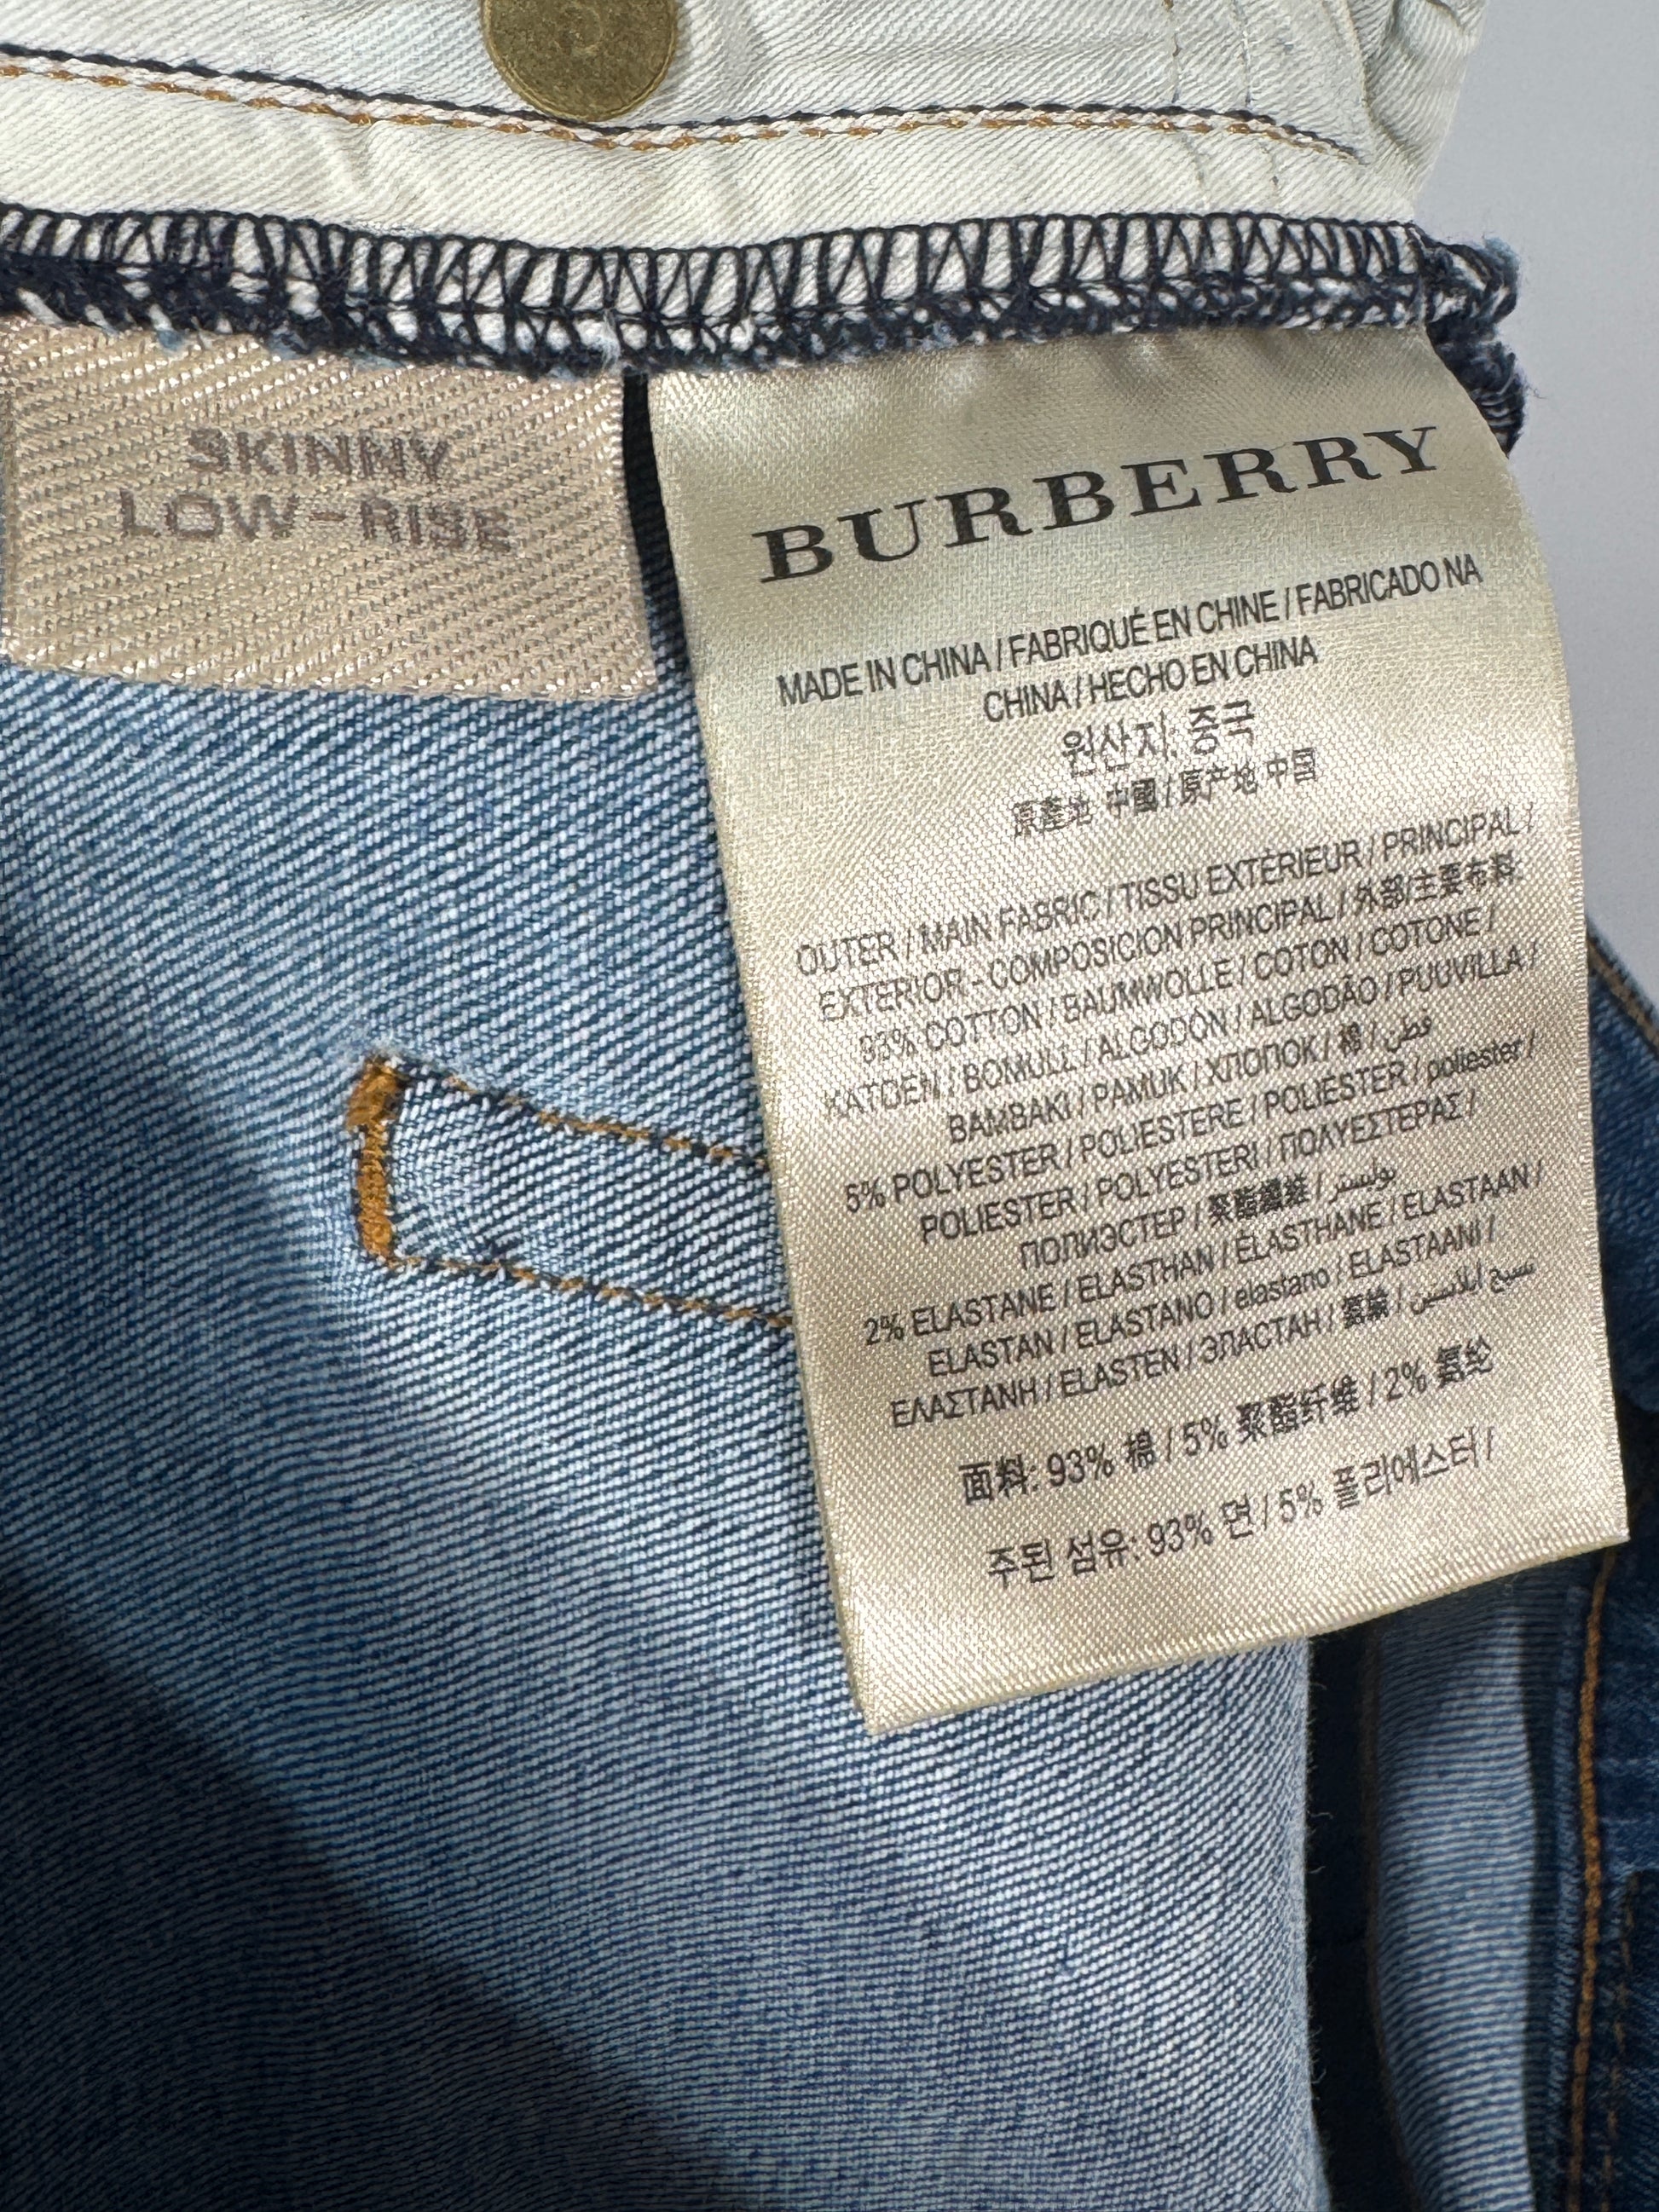 SKINNY
LOW-RISE
BURBERRY
MADE IN CHINA / FABRIQUÉ EN CHINE / FABRICADO NA
CHINA / HECHO EN CHINA
원산지: 중국
原產地 中國 / 原产地 中国
OUTER / MAIN FABRIC / TISSU EXTÉRIEUR / PRINCIPAL /
EXTERIOR - COMPOSICION PRINCIPAL / 外部/主要布料
93% COTTON / BAUMWOLLE / COTON / COTONE /
KATOEN / BOMULL / ALGODÓN / ALGODÃO / PUUVILLA /
BAMBAKI / PAMUK / ХЛОПОК / 棉 / قطن
5% POLYESTER / POLIESTERE / POLIÉSTER / poliester /
POLIESTER / POLYESTERI / ΠΟΛΥΕΣΤΕΡΑΣ /
ПОЛИЭСТЕР / 聚酯纖維 / بوليستر
2% ELASTANE / ELASTHAN / ÉLASTHANE / ELASTAAN /
ELASTAN / ELASTANO / elastano / ELASTAANI /
ΕΛΑΣΤΑΝΗ / ELASTEN / ЭЛАСТАН / 氨綸 / نسيج ايلاستين
面料: 93% 棉 / 5% 聚酯纤维 / 2% 氨纶
주된 섬유: 93% 면 / 5% 폴리에스터 /